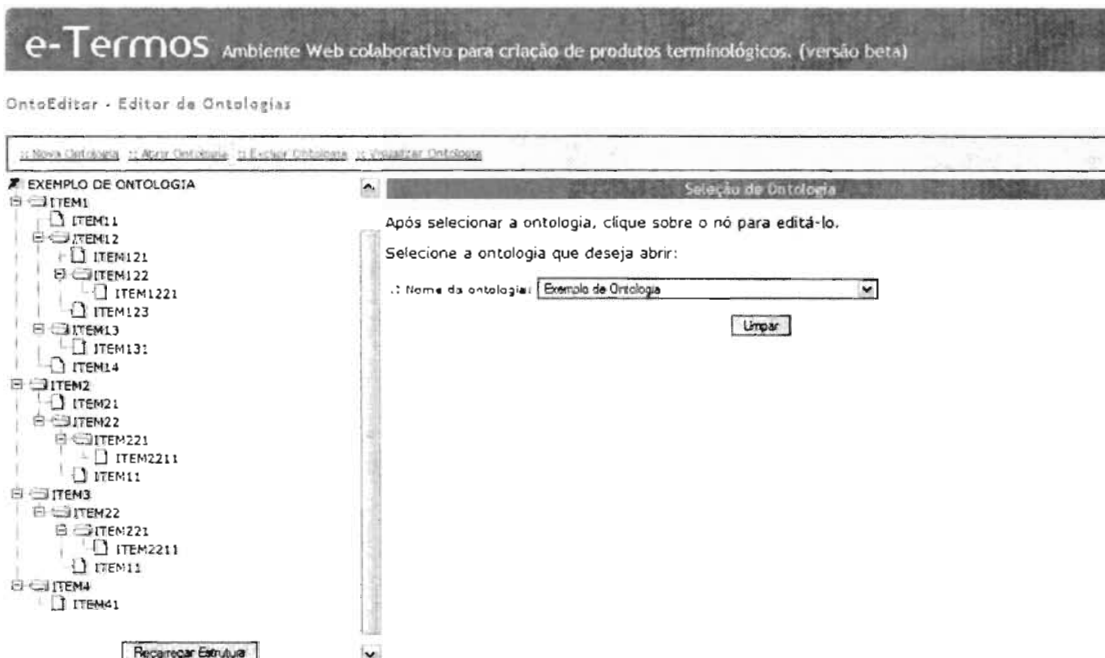 e-Termos Ambiente Web colaborativo para criação de produtos terminológicos. (versão beta)
OntoEditor - Editor de Ontologias
:: Nova Ontologia :: Abrir Ontologia :: Excluir Ontologia :: Visualizar Ontologia
EXEMPLO DE ONTOLOGIA
ITEM1
ITEM11
ITEM12
ITEM121
ITEM122
ITEM1221
ITEM123
ITEM13
ITEM131
ITEM14
ITEM2
ITEM21
ITEM22
ITEM221
ITEM2211
ITEM11
ITEM3
ITEM22
ITEM221
ITEM2211
ITEM11
ITEM4
ITEM41
Recarregar Estrutura
Seleção de Ontologia
Após selecionar a ontologia, clique sobre o nó para editá-lo.
Selecione a ontologia que deseja abrir:
.: Nome da ontologia: Exemplo de Ontologia
Limpar